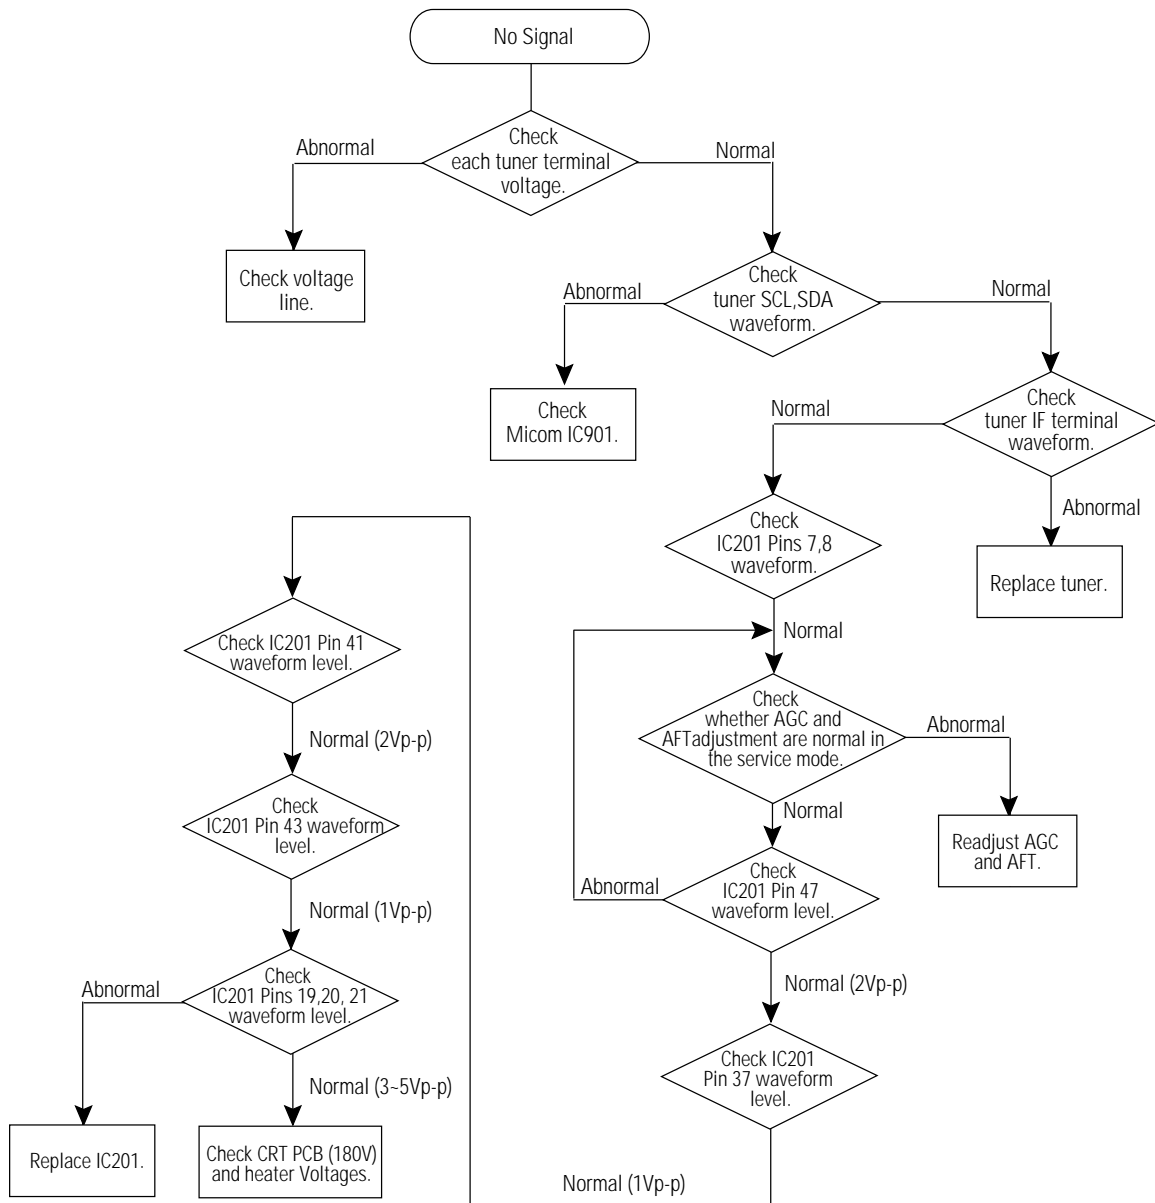 No Signal
Check
each tuner terminal
voltage.
Abnormal
Normal
Check voltage
line.
Check
tuner SCL,SDA
waveform.
Abnormal
Normal
Check
Micom IC901.
Check
tuner IF terminal
waveform.
Normal
Abnormal
Replace tuner.
Check
IC201 Pins 7,8
waveform.
Normal
Check
whether AGC and
AFTadjustment are normal in
the service mode.
Abnormal
Readjust AGC
and AFT.
Normal
Check
IC201 Pin 47
waveform level.
Abnormal
Normal (2Vp-p)
Check IC201
Pin 37 waveform
level.
Normal (1Vp-p)
Check IC201 Pin 41
waveform level.
Normal (2Vp-p)
Check
IC201 Pin 43 waveform
level.
Normal (1Vp-p)
Check
IC201 Pins 19,20, 21
waveform level.
Abnormal
Replace IC201.
Normal (3~5Vp-p)
Check CRT PCB (180V)
and heater Voltages.